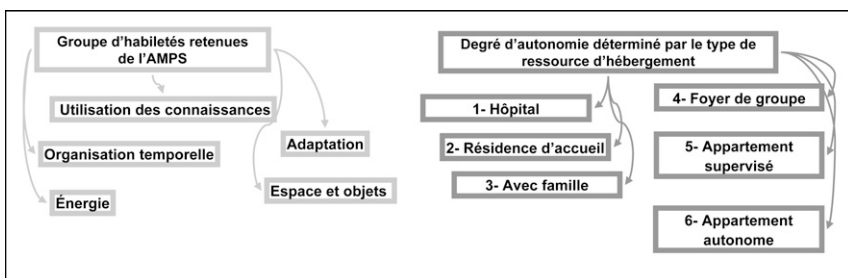 Groupe d'habiletés retenues
de l'AMPS
Utilisation des connaissances
Organisation temporelle
Adaptation
Énergie
Espace et objets
Degré d'autonomie déterminé par le type de
ressource d'hébergement
1- Hôpital
2- Résidence d'accueil
3- Avec famille
4- Foyer de groupe
5- Appartement
supervisé
6- Appartement
autonome